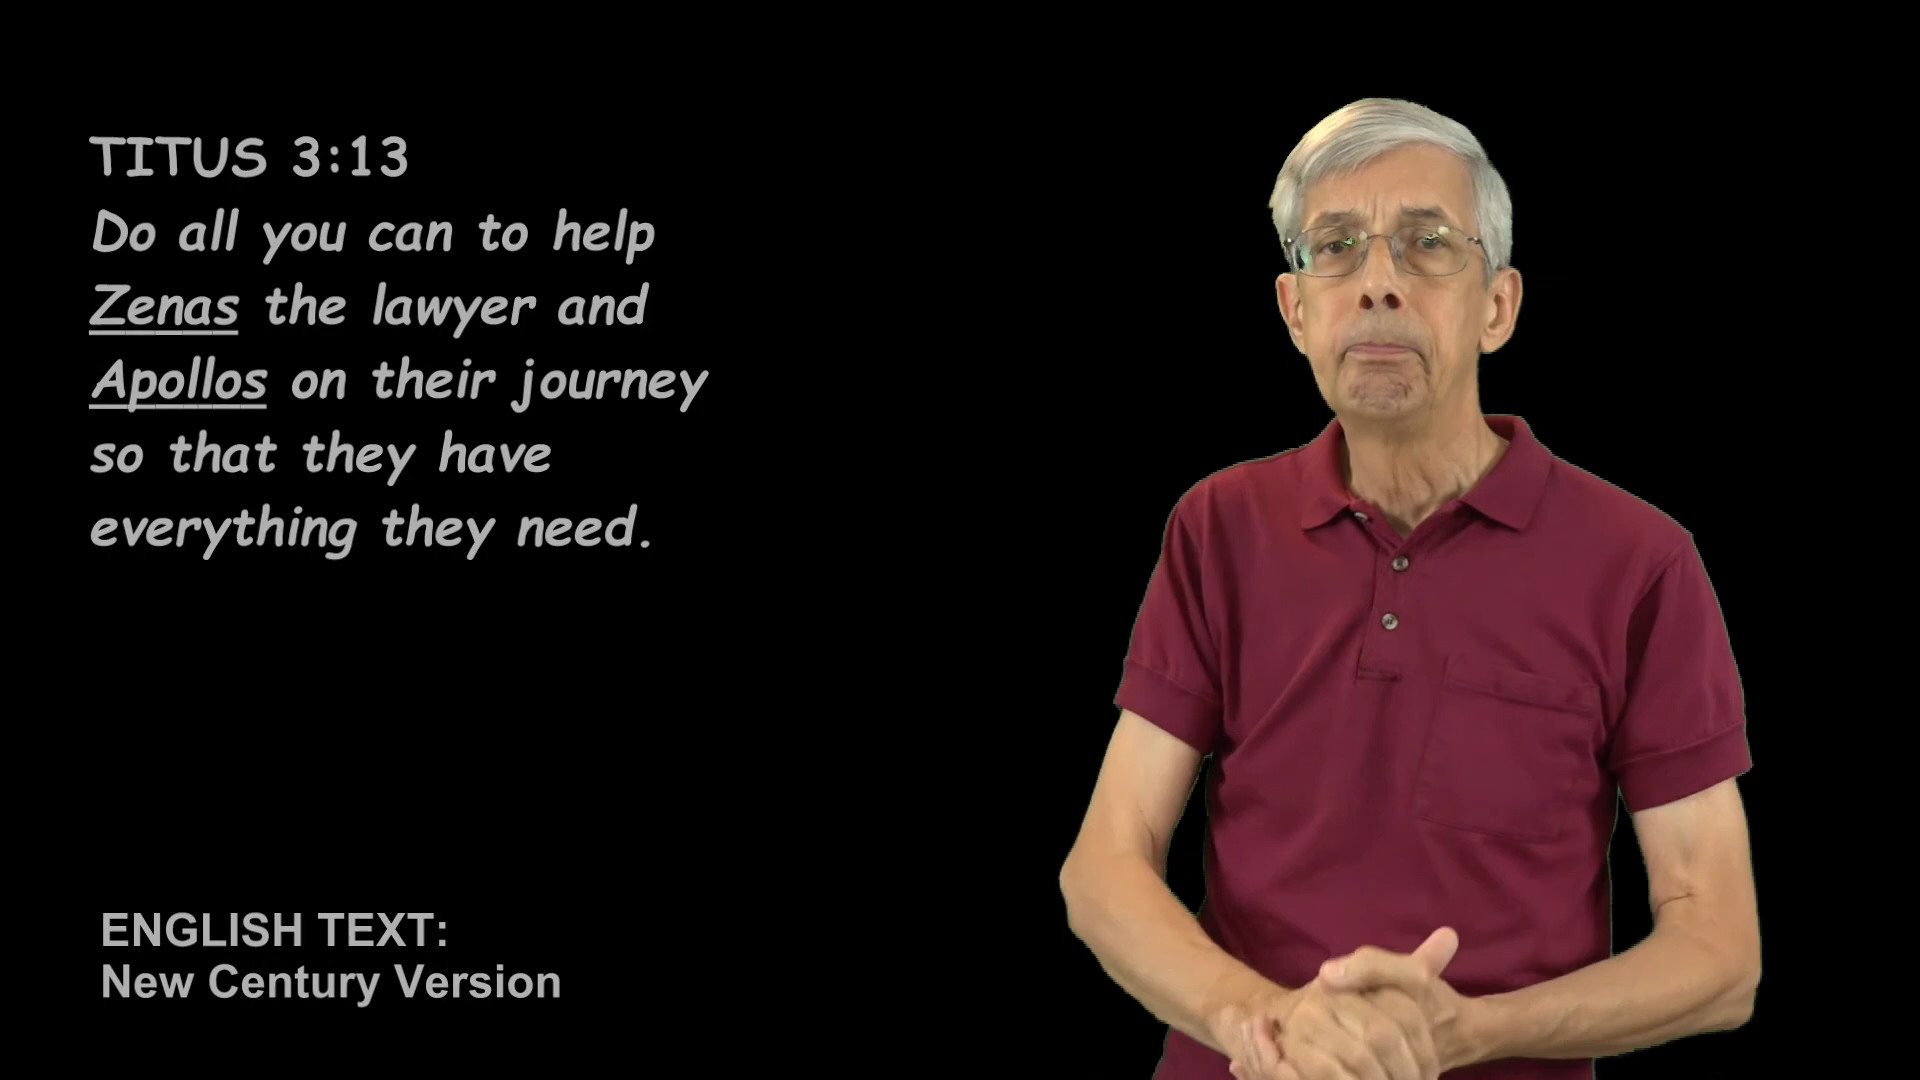 TITUS 3:13
Do all you can to help
Zenas the lawyer and
Apollos on their journey
so that they have
everything they need.
ENGLISH TEXT:
New Century Version